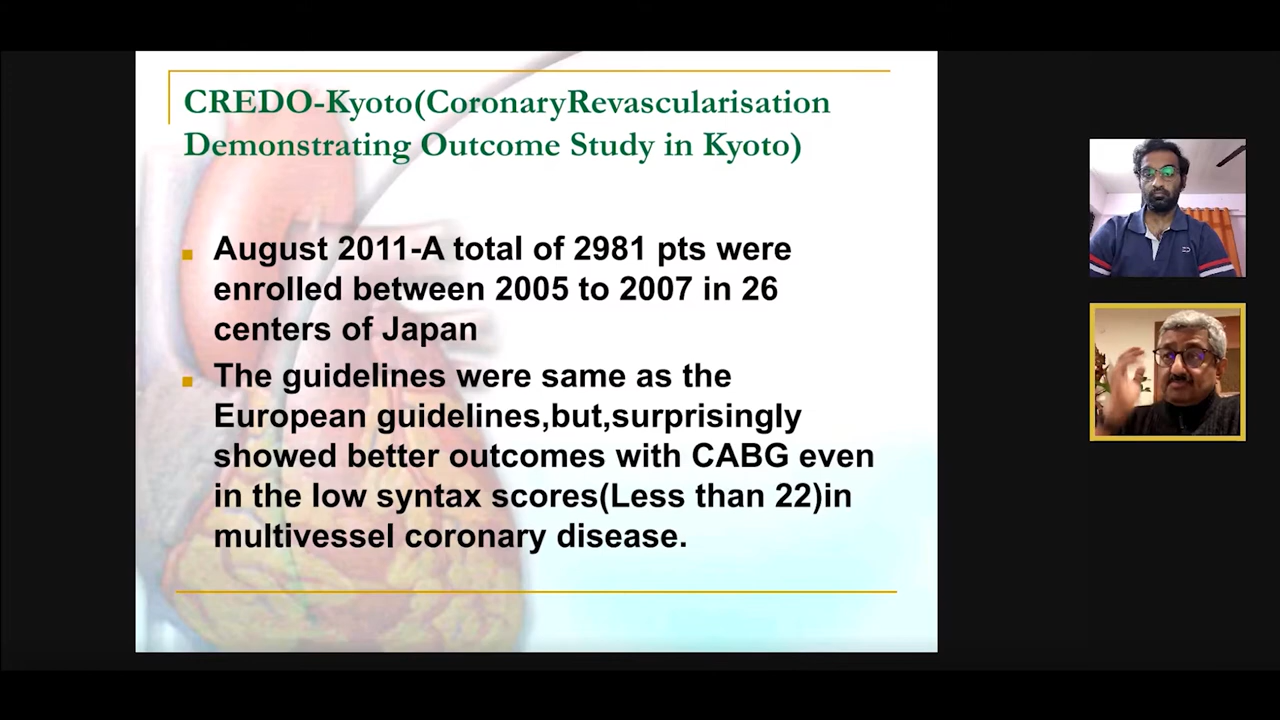 CREDO-Kyoto(CoronaryRevascularisation
Demonstrating Outcome Study in Kyoto)
August 2011-A total of 2981 pts were
enrolled between 2005 to 2007 in 26
centers of Japan
The guidelines were same as the
European guidelines,but,surprisingly
showed better outcomes with CABG even
in the low syntax scores(Less than 22)in
multivessel coronary disease.